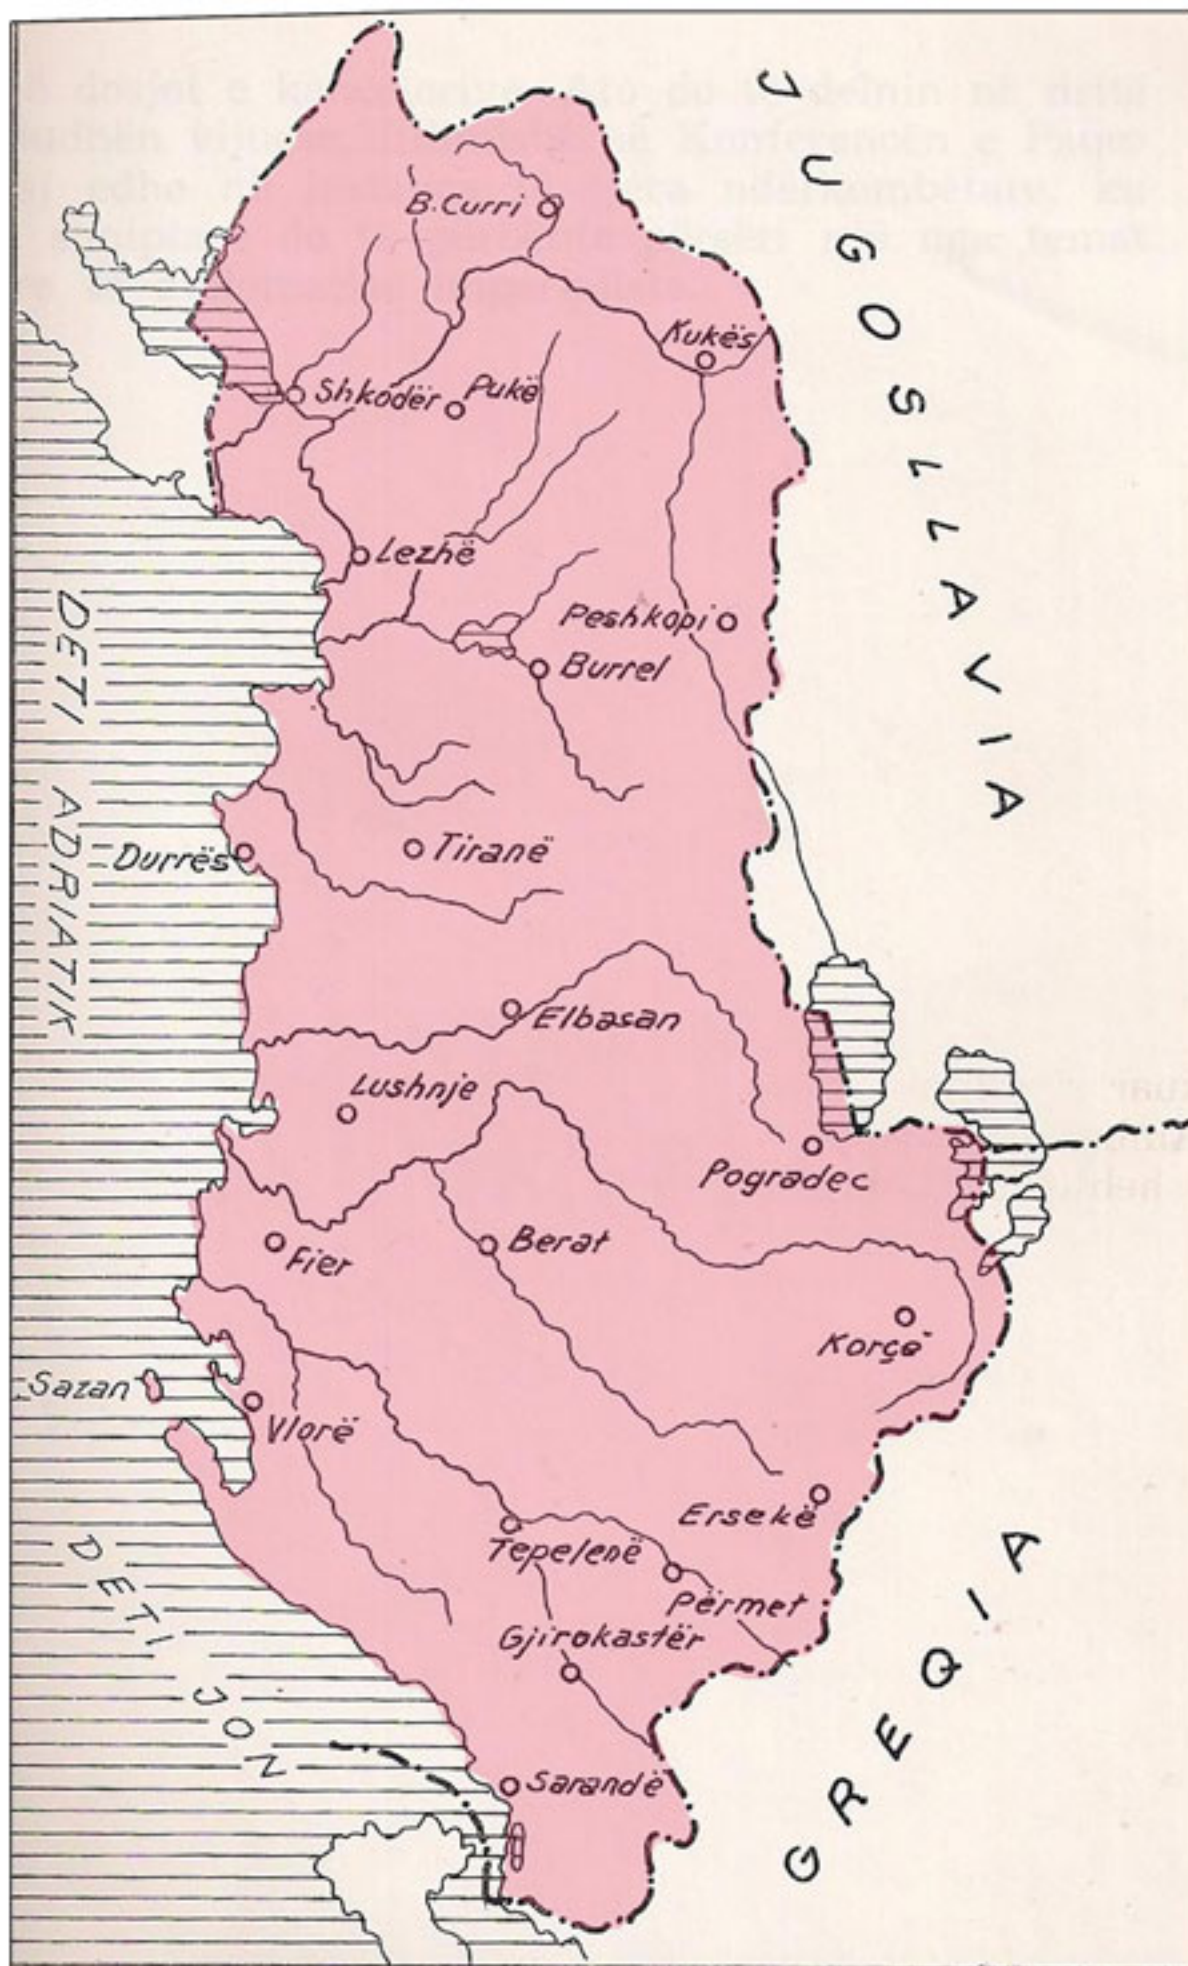 JUGOSLLAVIA
B.Curri
Kukës
Shkodër
Pukë
Lezhë
Peshkopi
Burrel
DETI ADRIATIK
Durrës
Tiranë
Elbasan
Lushnje
Pogradec
Fier
Berat
Korçë
Sazan
Vlorë
Ersekë
Tepelenë
Përmet
Gjirokastër
DETI JON
GREQIA
Sarandë